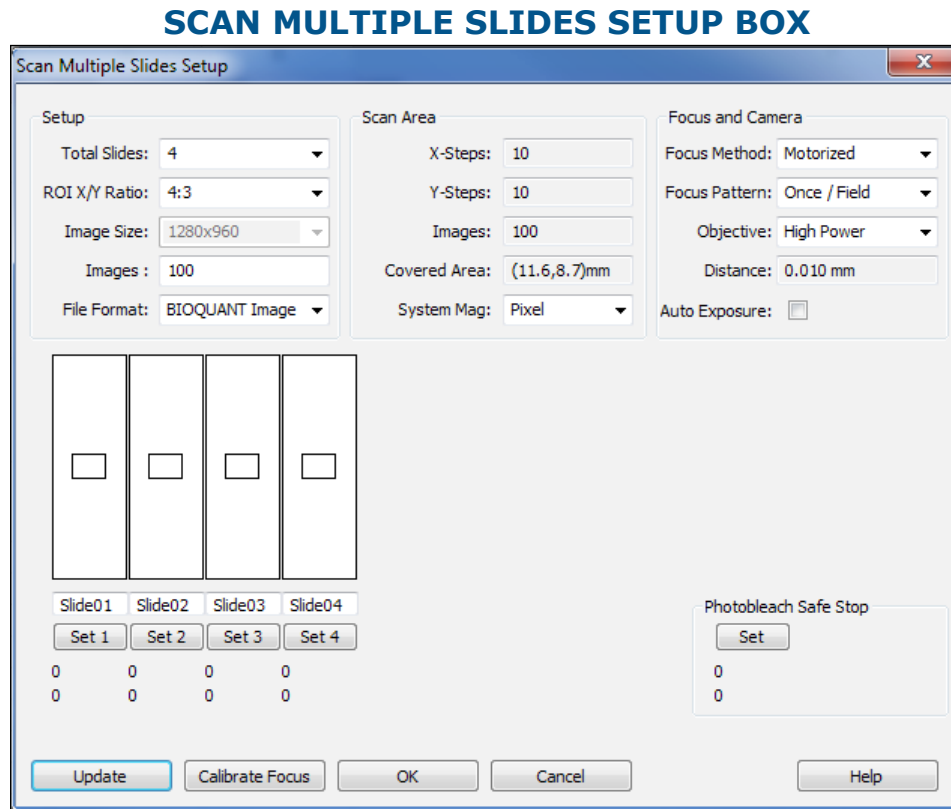 SCAN MULTIPLE SLIDES SETUP BOX
Scan Multiple Slides Setup
x
Setup
Total Slides: 4
ROI X/Y Ratio: 4:3
Image Size: 1280x960
Images : 100
File Format: BIOQUANT Image
Scan Area
X-Steps: 10
Y-Steps: 10
Images: 100
Covered Area: (11.6,8.7)mm
System Mag: Pixel
Focus and Camera
Focus Method: Motorized
Focus Pattern: Once / Field
Objective: High Power
Distance: 0.010 mm
Auto Exposure:
Slide01 Slide02 Slide03 Slide04
Set 1 Set 2 Set 3 Set 4
0 0 0 0
0 0 0 0
Photobleach Safe Stop
Set
0
0
Update Calibrate Focus OK Cancel Help